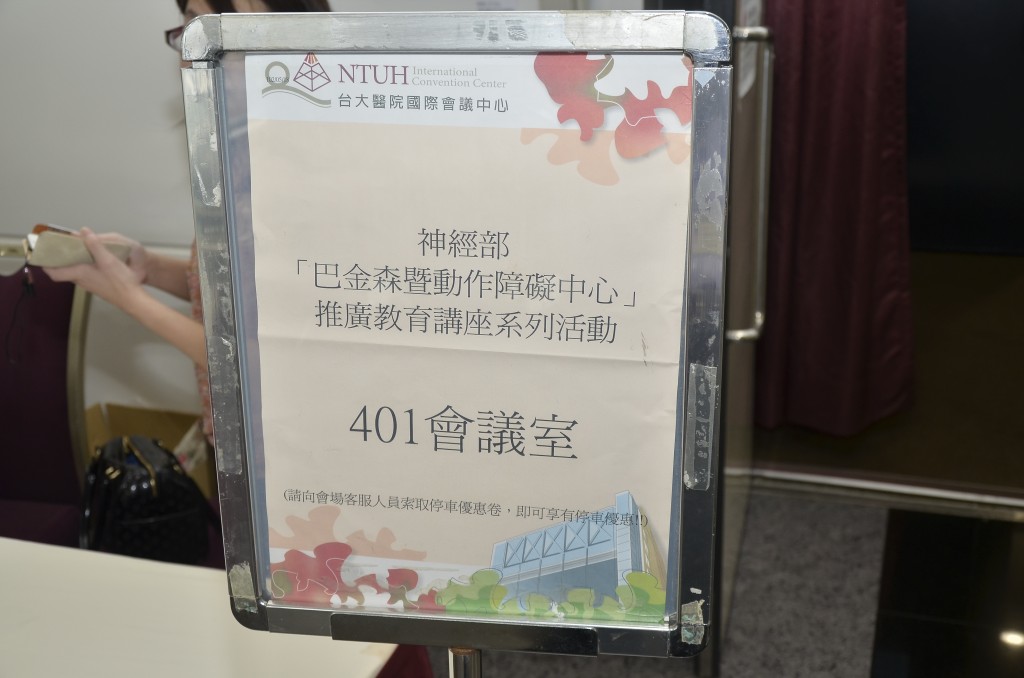 NTUH International
Convention Center
台大醫院國際會議中心
神經部
「巴金森暨動作障礙中心」
推廣教育講座系列活動
401會議室
(請向會場客服人員索取停車優惠卷，即可享有停車優惠!!)